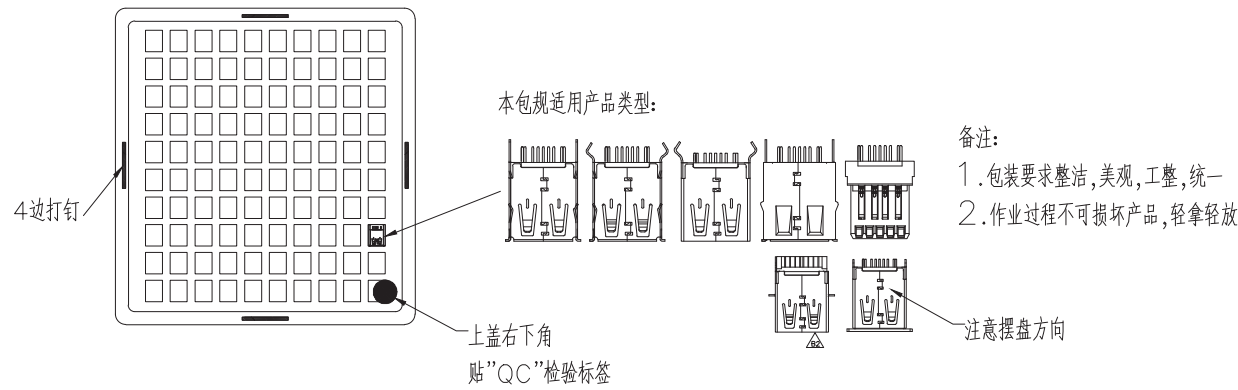 本包规适用产品类型:
备注:
1.包装要求整洁,美观,工整,统一
2.作业过程不可损坏产品,轻拿轻放
4边打钉
上盖右下角
贴"QC"检验标签
注意摆盘方向
B2